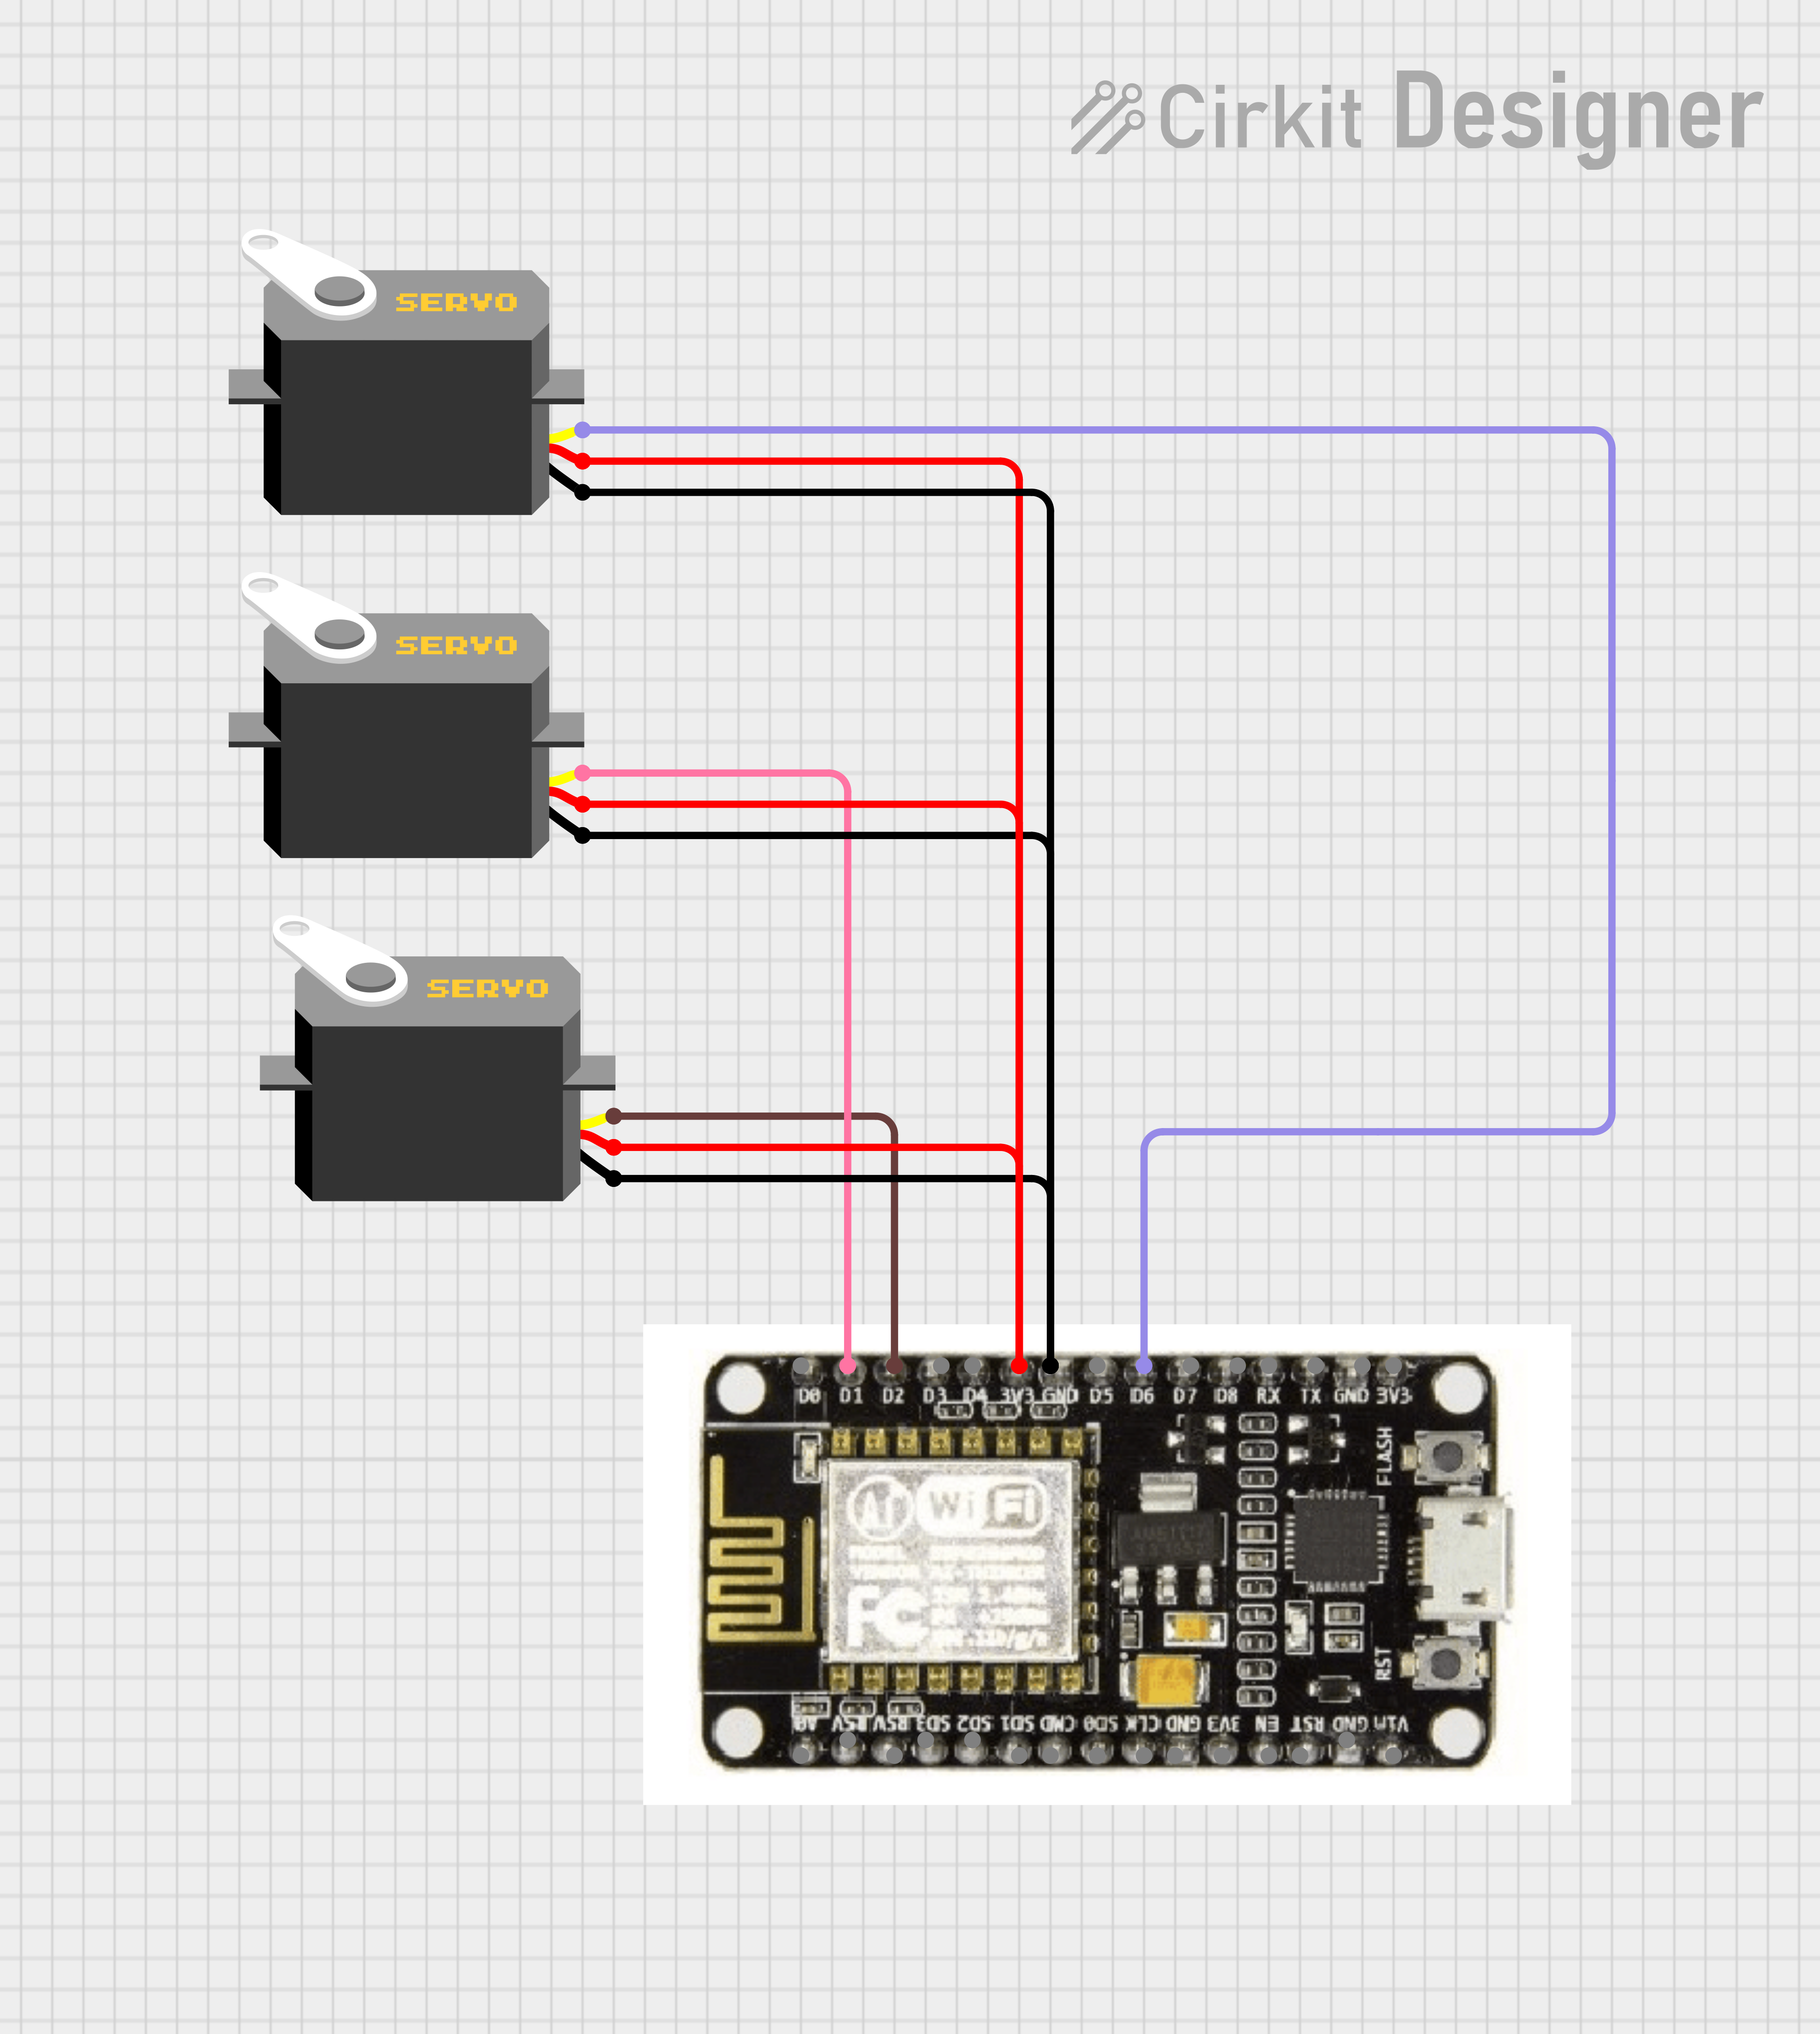 Cirkit Designer
SERVO
SERVO
SERVO
D0 D1 D2 D3 D4 3V3 GND D5 D6 D7 D8 RX TX GND 3V3
FLASH
Wi Fi
FC
RST
A0 RSV RSV SD3 SD2 SD1 CMD SD0 CLK GND 3V3 EN RST GND Vin